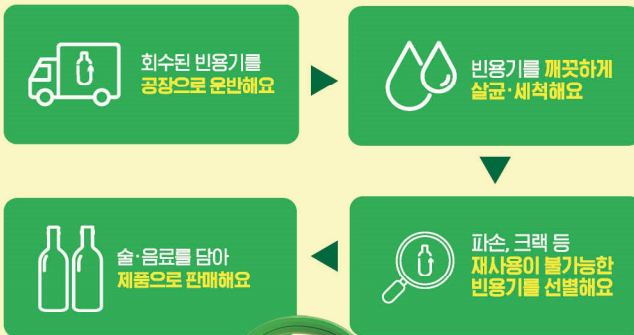 회수된 빈용기를
공장으로 운반해요
빈용기를 깨끗하게
살균·세척해요
파손, 크랙 등
재사용이 불가능한
빈용기를 선별해요
술·음료를 담아
제품으로 판매해요